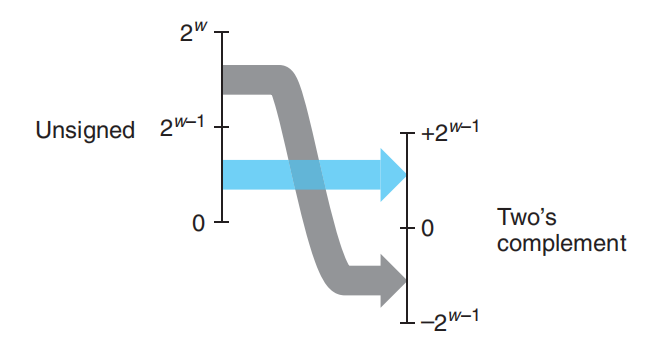 2^w
Unsigned 2^w–1
+2^w–1
0
0
Two's
complement
–2^w–1